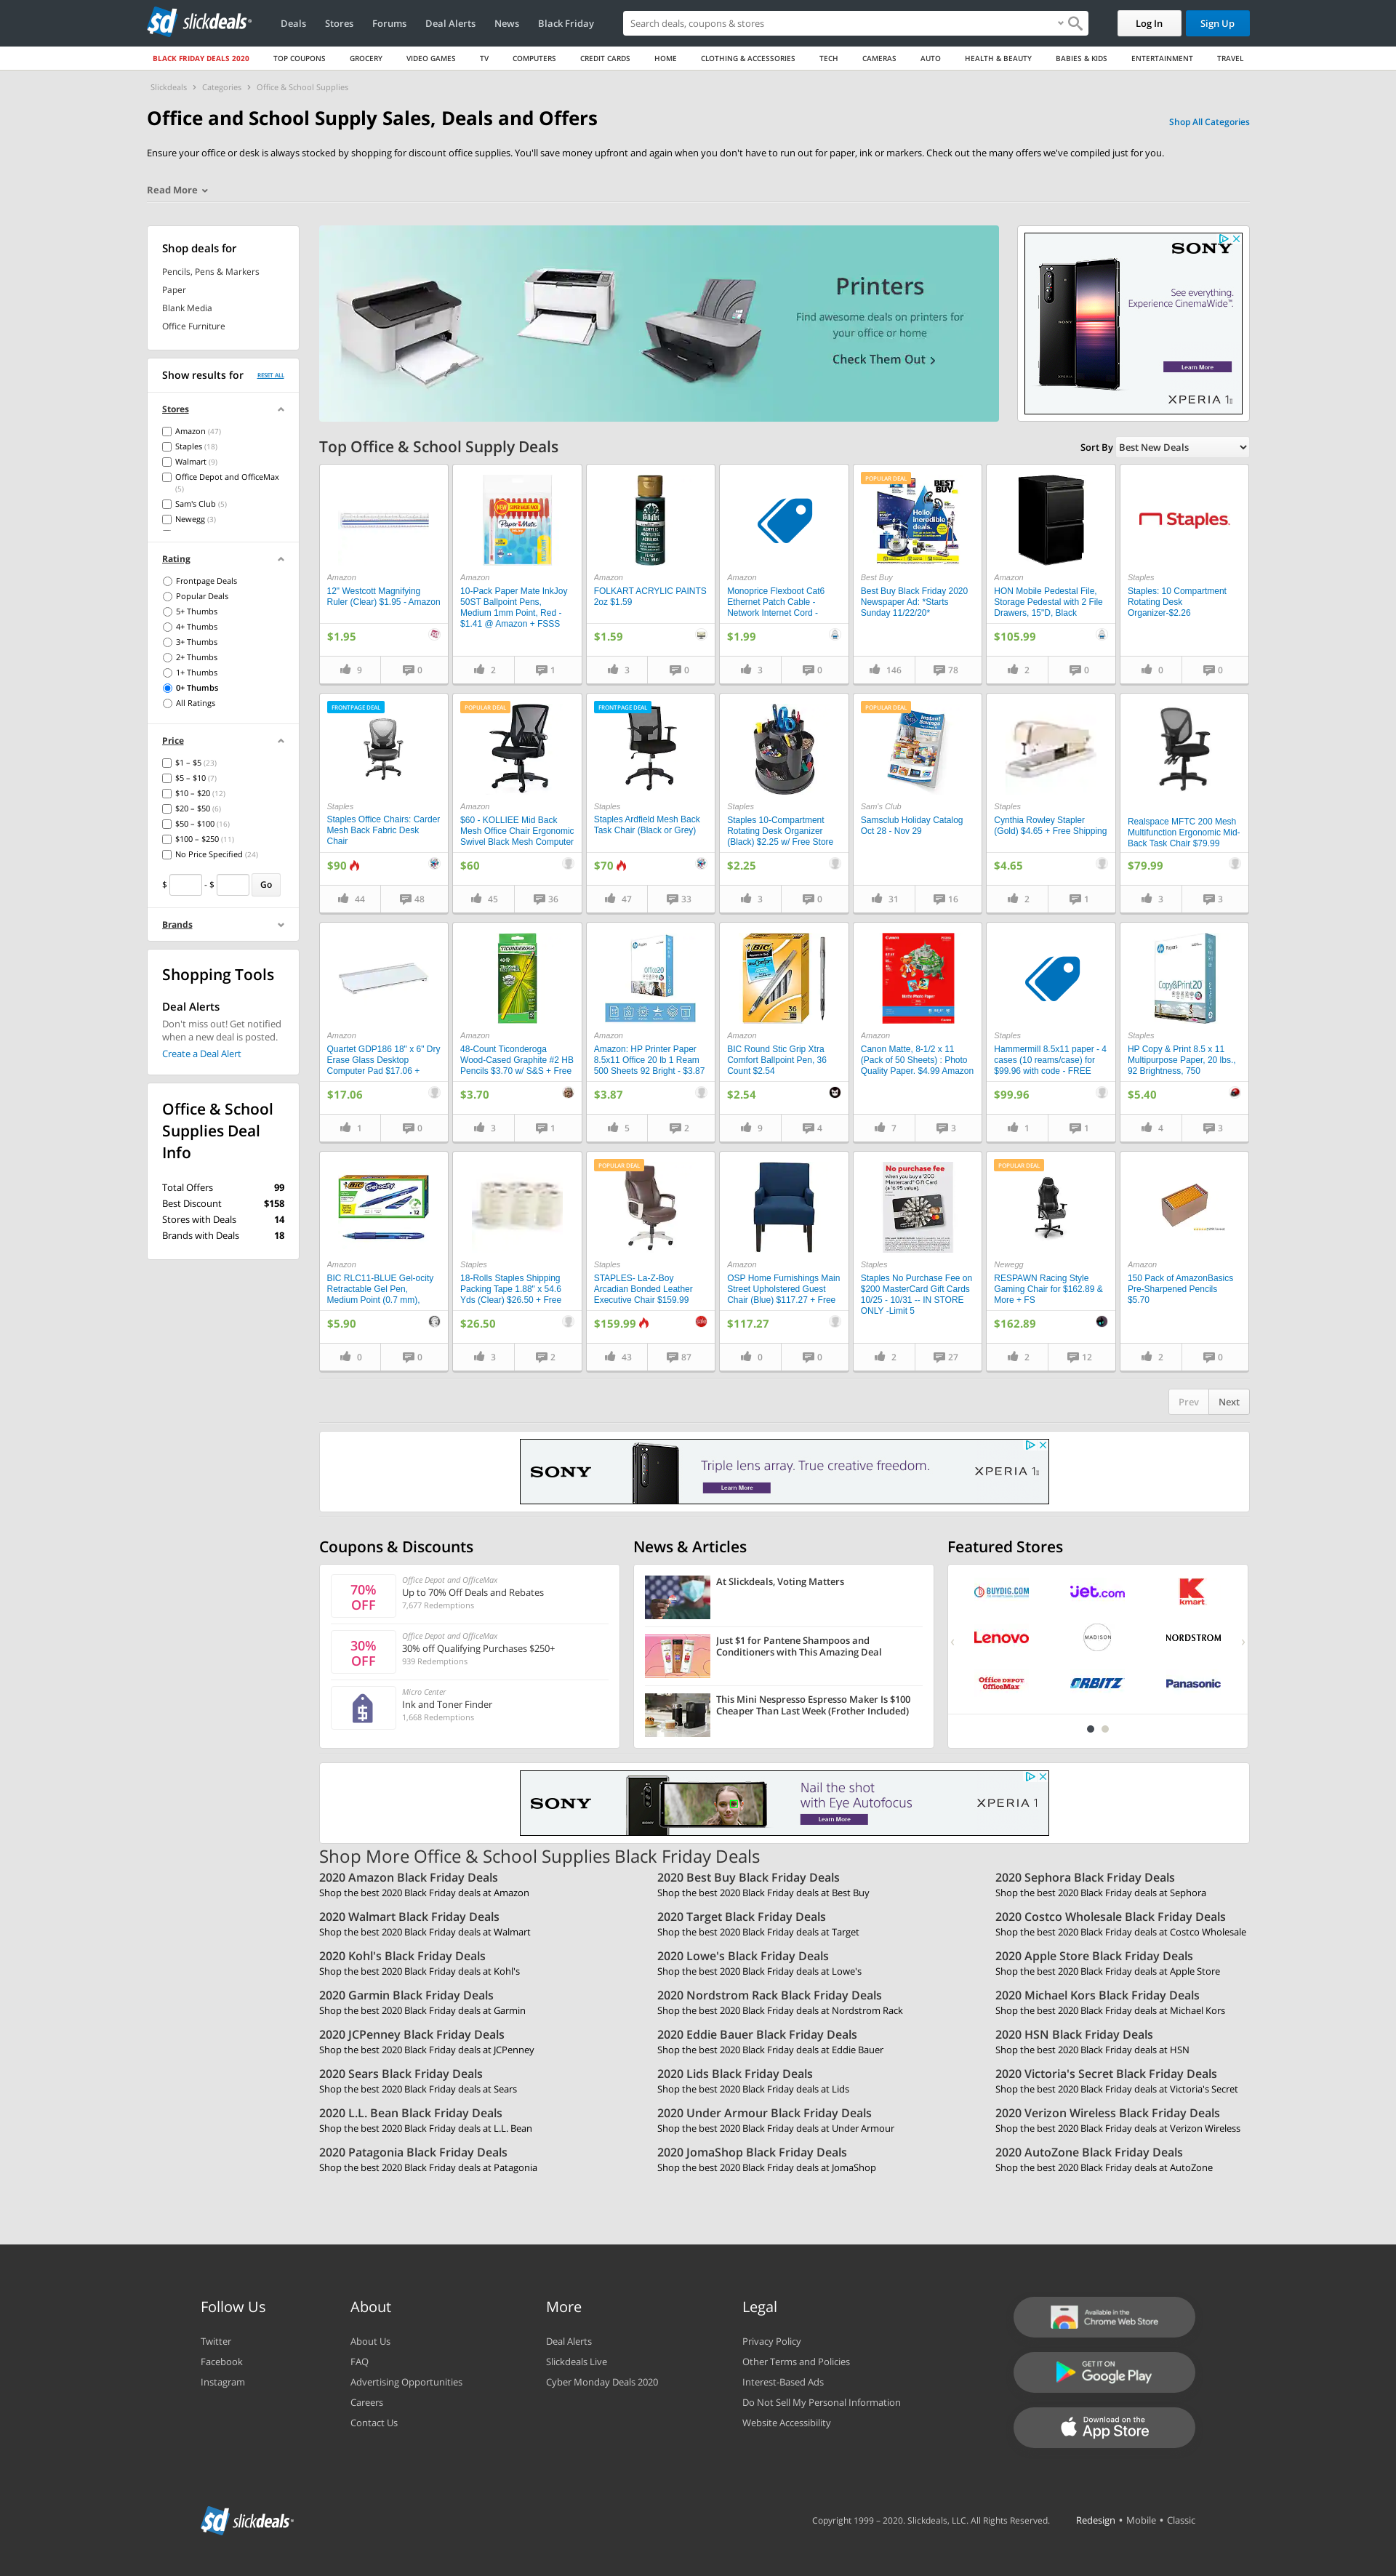 slickdeals
Deals Stores Forums Deal Alerts News Black Friday
Search deals, coupons & stores
Log In
Sign Up
BLACK FRIDAY DEALS 2020 TOP COUPONS GROCERY VIDEO GAMES TV COMPUTERS CREDIT CARDS HOME CLOTHING & ACCESSORIES TECH CAMERAS AUTO HEALTH & BEAUTY BABIES & KIDS ENTERTAINMENT TRAVEL
Slickdeals › Categories › Office & School Supplies
Office and School Supply Sales, Deals and Offers
Shop All Categories
Ensure your office or desk is always stocked by shopping for discount office supplies. You'll save money upfront and again when you don't have to run out for paper, ink or markers. Check out the many offers we've compiled just for you.
Read More
Shop deals for
Pencils, Pens & Markers
Paper
Blank Media
Office Furniture
Show results for
RESET ALL
Stores
Amazon (47)
Staples (18)
Walmart (9)
Office Depot and OfficeMax
(5)
Sam's Club (5)
Newegg (3)
Rating
Frontpage Deals
Popular Deals
5+ Thumbs
4+ Thumbs
3+ Thumbs
2+ Thumbs
1+ Thumbs
0+ Thumbs
All Ratings
Price
$1 – $5 (23)
$5 – $10 (7)
$10 – $20 (12)
$20 – $50 (6)
$50 – $100 (16)
$100 – $250 (11)
No Price Specified (24)
$ - $ Go
Brands
Shopping Tools
Deal Alerts
Don't miss out! Get notified
when a new deal is posted.
Create a Deal Alert
Office & School
Supplies Deal
Info
Total Offers 99
Best Discount $158
Stores with Deals 14
Brands with Deals 18
Printers
Find awesome deals on printers for
your office or home
Check Them Out
SONY
See everything.
Experience CinemaWide™.
Learn More
XPERIA 1 II
Top Office & School Supply Deals
Sort By Best New Deals
Amazon
12" Westcott Magnifying
Ruler (Clear) $1.95 - Amazon
$1.95
9 0
Paper Mate
Amazon
10-Pack Paper Mate InkJoy
50ST Ballpoint Pens,
Medium 1mm Point, Red -
$1.41 @ Amazon + FSSS
2 1
FolkArt
ACRYLIC
Amazon
FOLKART ACRYLIC PAINTS
2oz $1.59
$1.59
3 0
Amazon
Monoprice Flexboot Cat6
Ethernet Patch Cable -
Network Internet Cord -
$1.99
3 0
POPULAR DEAL
BEST BUY
Hello,
incredible
deals.
Best Buy
Best Buy Black Friday 2020
Newspaper Ad: *Starts
Sunday 11/22/20*
146 78
Amazon
HON Mobile Pedestal File,
Storage Pedestal with 2 File
Drawers, 15"D, Black
$105.99
2 0
Staples.
Staples
Staples: 10 Compartment
Rotating Desk
Organizer-$2.26
0 0
FRONTPAGE DEAL
Staples
Staples Office Chairs: Carder
Mesh Back Fabric Desk
Chair
$90
44 48
POPULAR DEAL
Amazon
$60 - KOLLIEE Mid Back
Mesh Office Chair Ergonomic
Swivel Black Mesh Computer
$60
45 36
FRONTPAGE DEAL
Staples
Staples Ardfield Mesh Back
Task Chair (Black or Grey)
$70
47 33
Staples
Staples 10-Compartment
Rotating Desk Organizer
(Black) $2.25 w/ Free Store
$2.25
3 0
POPULAR DEAL
Instant
Savings
Sam's Club
Samsclub Holiday Catalog
Oct 28 - Nov 29
31 16
Staples
Cynthia Rowley Stapler
(Gold) $4.65 + Free Shipping
$4.65
2 1
Realspace MFTC 200 Mesh
Multifunction Ergonomic Mid-
Back Task Chair $79.99
$79.99
3 3
Amazon
Quartet GDP186 18" x 6" Dry
Erase Glass Desktop
Computer Pad $17.06 +
$17.06
1 0
TICONDEROGA
Amazon
48-Count Ticonderoga
Wood-Cased Graphite #2 HB
Pencils $3.70 w/ S&S + Free
$3.70
3 1
Office20
Amazon
Amazon: HP Printer Paper
8.5x11 Office 20 lb 1 Ream
500 Sheets 92 Bright - $3.87
$3.87
5 2
BIC
36
Amazon
BIC Round Stic Grip Xtra
Comfort Ballpoint Pen, 36
Count $2.54
$2.54
9 4
Canon
Amazon
Canon Matte, 8-1/2 x 11
(Pack of 50 Sheets) : Photo
Quality Paper. $4.99 Amazon
7 3
Staples
Hammermill 8.5x11 paper - 4
cases (10 reams/case) for
$99.96 with code - FREE
$99.96
1 1
Copy&Print20
Staples
HP Copy & Print 8.5 x 11
Multipurpose Paper, 20 lbs.,
92 Brightness, 750
$5.40
4 3
BIC Gel-ocity
12
Amazon
BIC RLC11-BLUE Gel-ocity
Retractable Gel Pen,
Medium Point (0.7 mm),
$5.90
0 0
Staples
18-Rolls Staples Shipping
Packing Tape 1.88" x 54.6
Yds (Clear) $26.50 + Free
$26.50
3 2
POPULAR DEAL
Staples
STAPLES- La-Z-Boy
Arcadian Bonded Leather
Executive Chair $159.99
$159.99
43 87
Amazon
OSP Home Furnishings Main
Street Upholstered Guest
Chair (Blue) $117.27 + Free
$117.27
0 0
No purchase fee
when you buy a $200
Mastercard Gift Card
(a $6.95 value).
Staples
Staples No Purchase Fee on
$200 MasterCard Gift Cards
10/25 - 10/31 -- IN STORE
ONLY -Limit 5
2 27
POPULAR DEAL
Newegg
RESPAWN Racing Style
Gaming Chair for $162.89 &
More + FS
$162.89
2 12
Amazon
150 Pack of AmazonBasics
Pre-Sharpened Pencils
$5.70
2 0
Prev Next
SONY
Triple lens array. True creative freedom.
Learn More
XPERIA 1 II
Coupons & Discounts
70%
OFF
Office Depot and OfficeMax
Up to 70% Off Deals and Rebates
7,677 Redemptions
30%
OFF
Office Depot and OfficeMax
30% off Qualifying Purchases $250+
939 Redemptions
Micro Center
Ink and Toner Finder
1,668 Redemptions
News & Articles
At Slickdeals, Voting Matters
Just $1 for Pantene Shampoos and
Conditioners with This Amazing Deal
This Mini Nespresso Espresso Maker Is $100
Cheaper Than Last Week (Frother Included)
Featured Stores
BUYDIG.COM jet.com kmart
Lenovo MADISON NORDSTROM
Office DEPOT
OfficeMax
ORBITZ Panasonic
SONY
Nail the shot
with Eye Autofocus
Learn More
XPERIA 1
Shop More Office & School Supplies Black Friday Deals
2020 Amazon Black Friday Deals
Shop the best 2020 Black Friday deals at Amazon
2020 Best Buy Black Friday Deals
Shop the best 2020 Black Friday deals at Best Buy
2020 Sephora Black Friday Deals
Shop the best 2020 Black Friday deals at Sephora
2020 Walmart Black Friday Deals
Shop the best 2020 Black Friday deals at Walmart
2020 Target Black Friday Deals
Shop the best 2020 Black Friday deals at Target
2020 Costco Wholesale Black Friday Deals
Shop the best 2020 Black Friday deals at Costco Wholesale
2020 Kohl's Black Friday Deals
Shop the best 2020 Black Friday deals at Kohl's
2020 Lowe's Black Friday Deals
Shop the best 2020 Black Friday deals at Lowe's
2020 Apple Store Black Friday Deals
Shop the best 2020 Black Friday deals at Apple Store
2020 Garmin Black Friday Deals
Shop the best 2020 Black Friday deals at Garmin
2020 Nordstrom Rack Black Friday Deals
Shop the best 2020 Black Friday deals at Nordstrom Rack
2020 Michael Kors Black Friday Deals
Shop the best 2020 Black Friday deals at Michael Kors
2020 JCPenney Black Friday Deals
Shop the best 2020 Black Friday deals at JCPenney
2020 Eddie Bauer Black Friday Deals
Shop the best 2020 Black Friday deals at Eddie Bauer
2020 HSN Black Friday Deals
Shop the best 2020 Black Friday deals at HSN
2020 Sears Black Friday Deals
Shop the best 2020 Black Friday deals at Sears
2020 Lids Black Friday Deals
Shop the best 2020 Black Friday deals at Lids
2020 Victoria's Secret Black Friday Deals
Shop the best 2020 Black Friday deals at Victoria's Secret
2020 L.L. Bean Black Friday Deals
Shop the best 2020 Black Friday deals at L.L. Bean
2020 Under Armour Black Friday Deals
Shop the best 2020 Black Friday deals at Under Armour
2020 Verizon Wireless Black Friday Deals
Shop the best 2020 Black Friday deals at Verizon Wireless
2020 Patagonia Black Friday Deals
Shop the best 2020 Black Friday deals at Patagonia
2020 JomaShop Black Friday Deals
Shop the best 2020 Black Friday deals at JomaShop
2020 AutoZone Black Friday Deals
Shop the best 2020 Black Friday deals at AutoZone
Follow Us
Twitter
Facebook
Instagram
About
About Us
FAQ
Advertising Opportunities
Careers
Contact Us
More
Deal Alerts
Slickdeals Live
Cyber Monday Deals 2020
Legal
Privacy Policy
Other Terms and Policies
Interest-Based Ads
Do Not Sell My Personal Information
Website Accessibility
Available in the
Chrome Web Store
GET IT ON
Google Play
Download on the
App Store
slickdeals
Copyright 1999 – 2020. Slickdeals, LLC. All Rights Reserved.
Redesign • Mobile • Classic